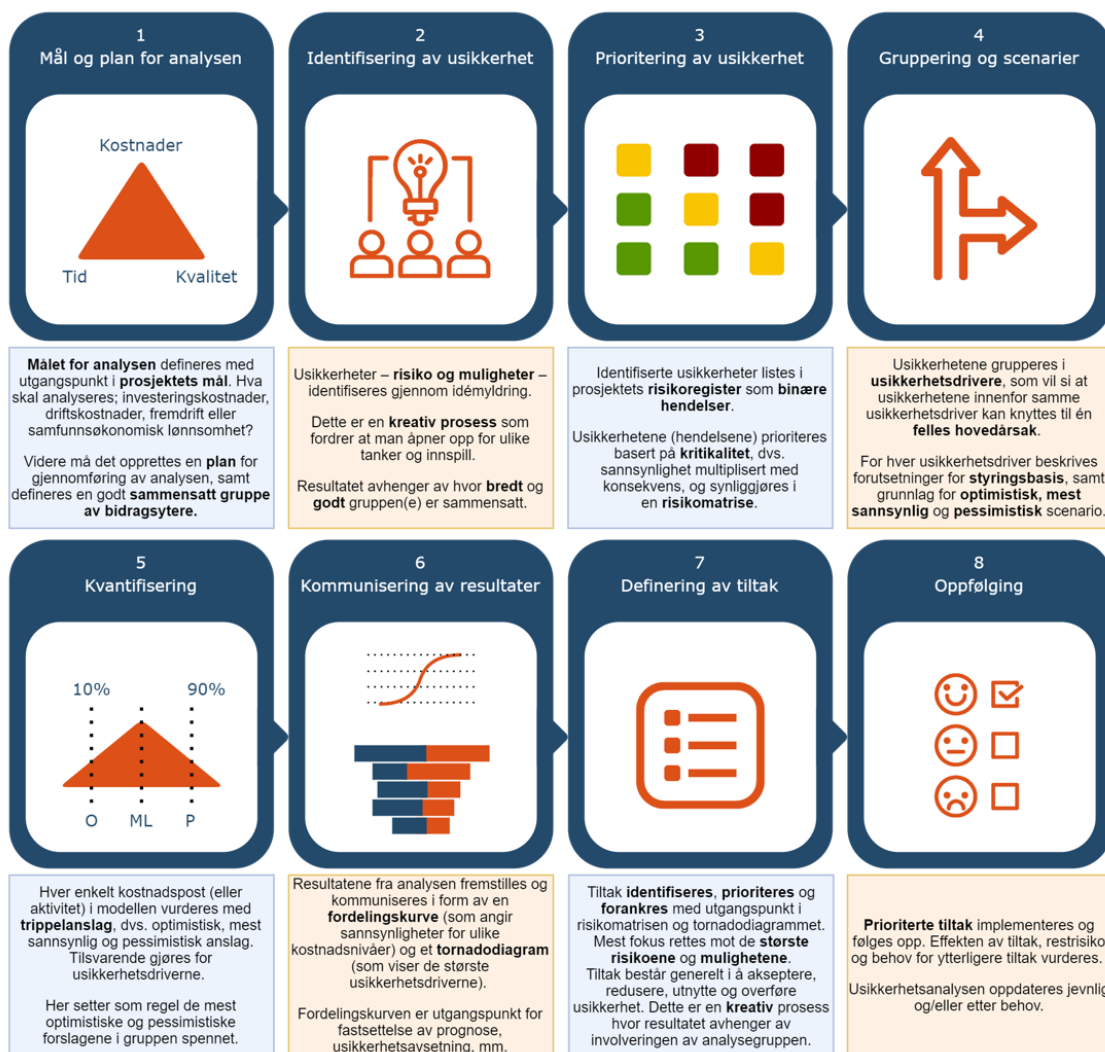 1
Mål og plan for analysen
Kostnader
Tid
Kvalitet
Målet for analysen defineres med
utgangspunkt i prosjektets mål. Hva
skal analyseres; investeringskostnader,
driftskostnader, fremdrift eller
samfunnsøkonomisk lønnsomhet?
Videre må det opprettes en plan for
gjennomføring av analysen, samt
defineres en godt sammensatt gruppe
av bidragsytere.
2
Identifisering av usikkerhet
Usikkerheter – risiko og muligheter –
identifiseres gjennom idémyldring.
Dette er en kreativ prosess som
fordrer at man åpner opp for ulike
tanker og innspill.
Resultatet avhenger av hvor bredt og
godt gruppen(e) er sammensatt.
3
Prioritering av usikkerhet
Identifiserte usikkerheter listes i
prosjektets risikoregister som binære
hendelser.
Usikkerhetene (hendelsene) prioriteres
basert på kritikalitet, dvs.
sannsynlighet multiplisert med
konsekvens, og synliggjøres i
en risikomatrise.
4
Gruppering og scenarier
Usikkerhetene grupperes i
usikkerhetsdrivere, som vil si at
usikkerhetene innenfor samme
usikkerhetsdriver kan knyttes til én
felles hovedårsak.
For hver usikkerhetsdriver beskrives
forutsetninger for styringsbasis, samt
grunnlag for optimistisk, mest
sannsynlig og pessimistisk scenario.
5
Kvantifisering
10% 90%
O ML P
Hver enkelt kostnadspost (eller
aktivitet) i modellen vurderes med
trippelanslag, dvs. optimistisk, mest
sannsynlig og pessimistisk anslag.
Tilsvarende gjøres for
usikkerhetsdriverne.
Her setter som regel de mest
optimistiske og pessimistiske
forslagene i gruppen spennet.
6
Kommunisering av resultater
Resultatene fra analysen fremstilles og
kommuniseres i form av en
fordelingskurve (som angir
sannsynligheter for ulike
kostnadsnivåer) og et tornadodiagram
(som viser de største
usikkerhetsdriverne).
Fordelingskurven er utgangspunkt for
fastsettelse av prognose,
usikkerhetsavsetning, mm.
7
Definering av tiltak
Tiltak identifiseres, prioriteres og
forankres med utgangspunkt i
risikomatrisen og tornadodiagrammet.
Mest fokus rettes mot de største
risikoene og mulighetene.
Tiltak består generelt i å akseptere,
redusere, utnytte og overføre
usikkerhet. Dette er en kreativ prosess
hvor resultatet avhenger av
involveringen av analysegruppen.
8
Oppfølging
Prioriterte tiltak implementeres og
følges opp. Effekten av tiltak, restrisiko
og behov for ytterligere tiltak vurderes.
Usikkerhetsanalysen oppdateres jevnlig
og/eller etter behov.